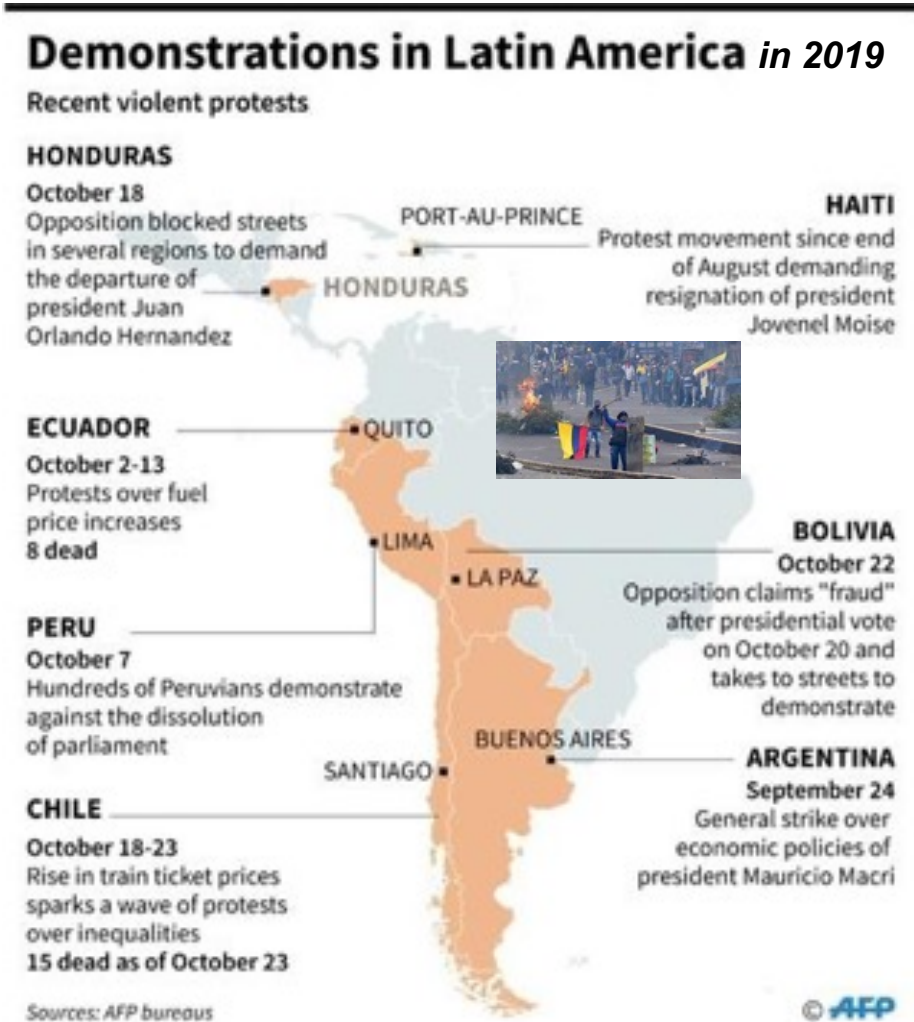 Demonstrations in Latin America in 2019
Recent violent protests
HONDURAS
October 18
Opposition blocked streets
in several regions to demand
the departure of
president Juan
Orlando Hernandez
PORT-AU-PRINCE
HONDURAS
HAITI
Protest movement since end
of August demanding
resignation of president
Jovenel Moise
ECUADOR
October 2-13
Protests over fuel
price increases
8 dead
QUITO
LIMA
LA PAZ
BOLIVIA
October 22
Opposition claims "fraud"
after presidential vote
on October 20 and
takes to streets to
demonstrate
PERU
October 7
Hundreds of Peruvians demonstrate
against the dissolution
of parliament
BUENOS AIRES
SANTIAGO
ARGENTINA
September 24
General strike over
economic policies of
president Mauricio Macri
CHILE
October 18-23
Rise in train ticket prices
sparks a wave of protests
over inequalities
15 dead as of October 23
Sources: AFP bureaus
© AFP